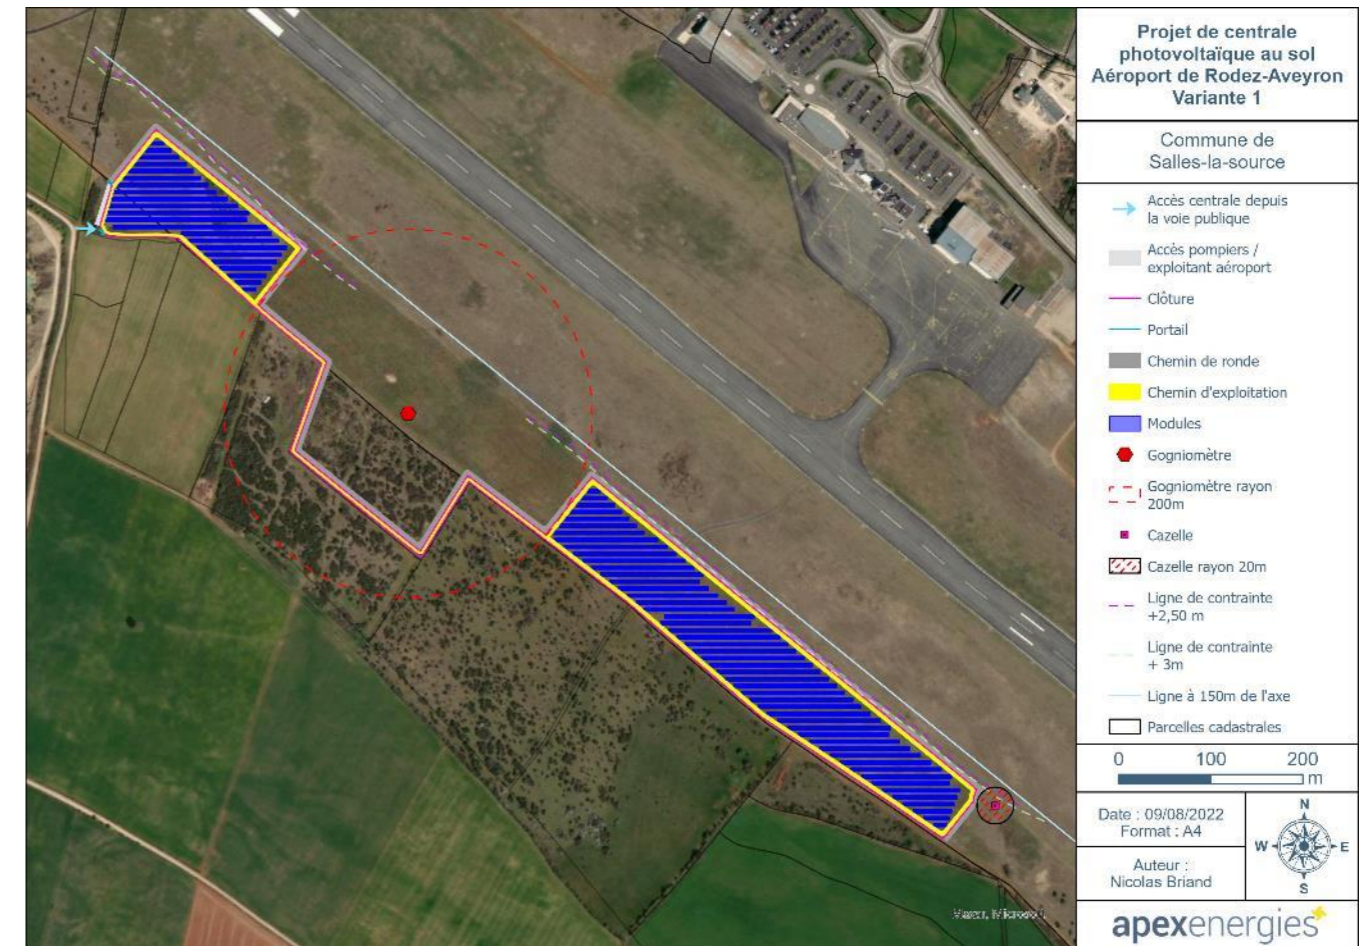 Projet de centrale
photovoltaïque au sol
Aéroport de Rodez-Aveyron
Variante 1
Commune de
Salles-la-source
Accès centrale depuis
la voie publique
Accès pompiers /
exploitant aéroport
Clôture
Portail
Chemin de ronde
Chemin d'exploitation
Modules
Gogniomètre
Gogniomètre rayon
200m
Cazelle
Cazelle rayon 20m
Ligne de contrainte
+2,50 m
Ligne de contrainte
+ 3m
Ligne à 150m de l'axe
Parcelles cadastrales
0 100 200
m
Date : 09/08/2022
Format : A4
Auteur :
Nicolas Briand
N
W E
S
apexenergies
Maxar, Microsoft